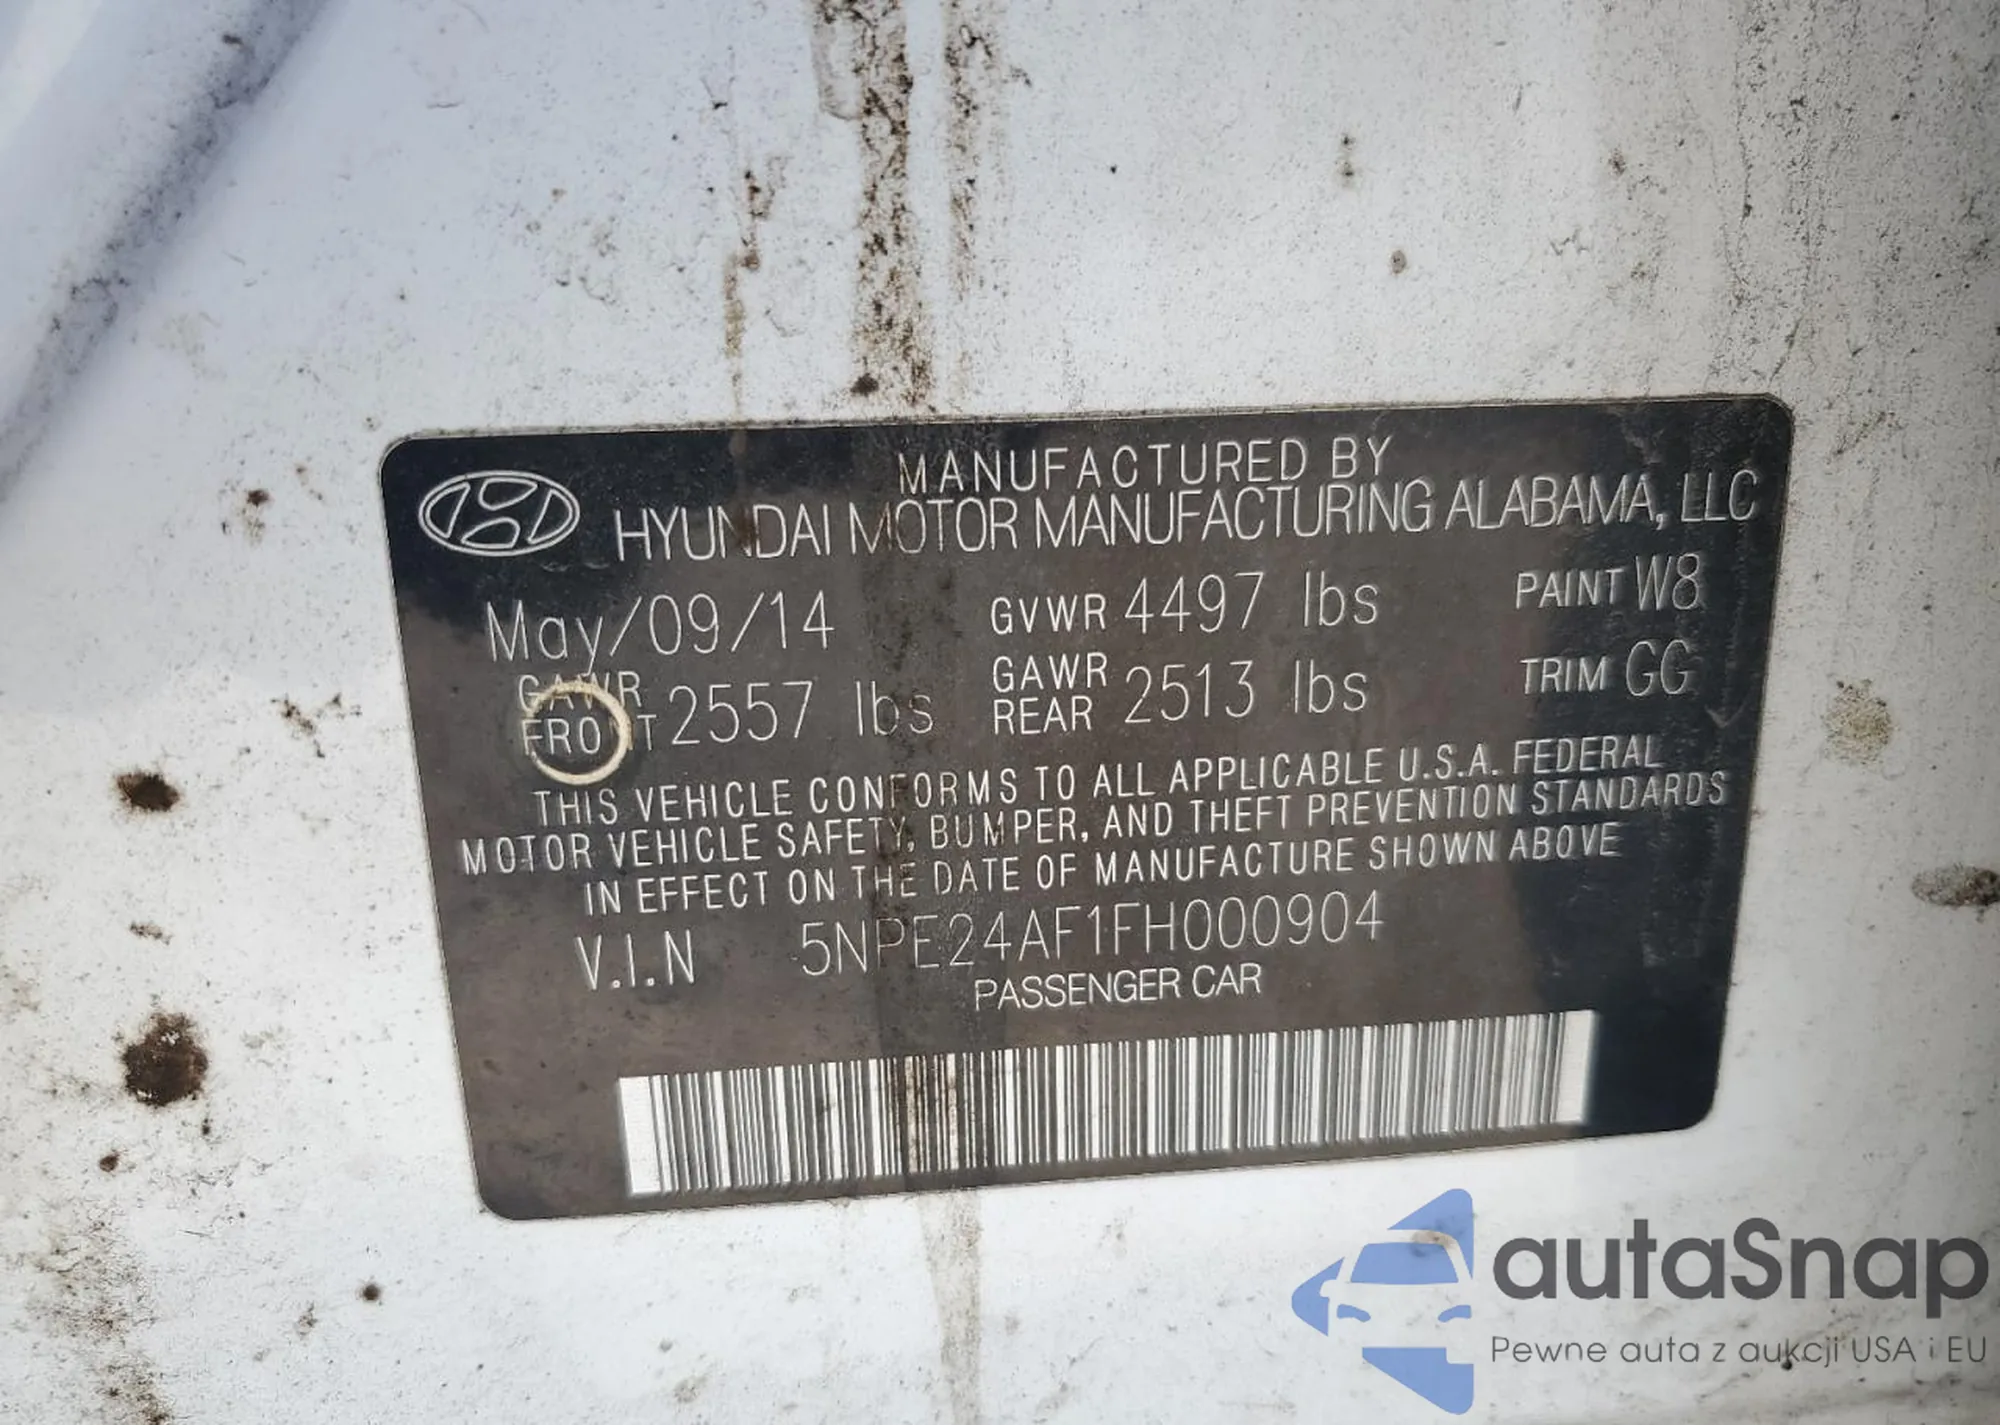 MANUFACTURED BY
HYUNDAI MOTOR MANUFACTURING ALABAMA, LLC
May/09/14 GVWR 4497 lbs PAINT W8
GAWR FRONT 2557 lbs GAWR REAR 2513 lbs TRIM GG
THIS VEHICLE CONFORMS TO ALL APPLICABLE U.S.A. FEDERAL
MOTOR VEHICLE SAFETY, BUMPER, AND THEFT PREVENTION STANDARDS
IN EFFECT ON THE DATE OF MANUFACTURE SHOWN ABOVE
V.I.N 5NPE24AF1FH000904
PASSENGER CAR
autaSnap
Pewne auta z aukcji USA i EU